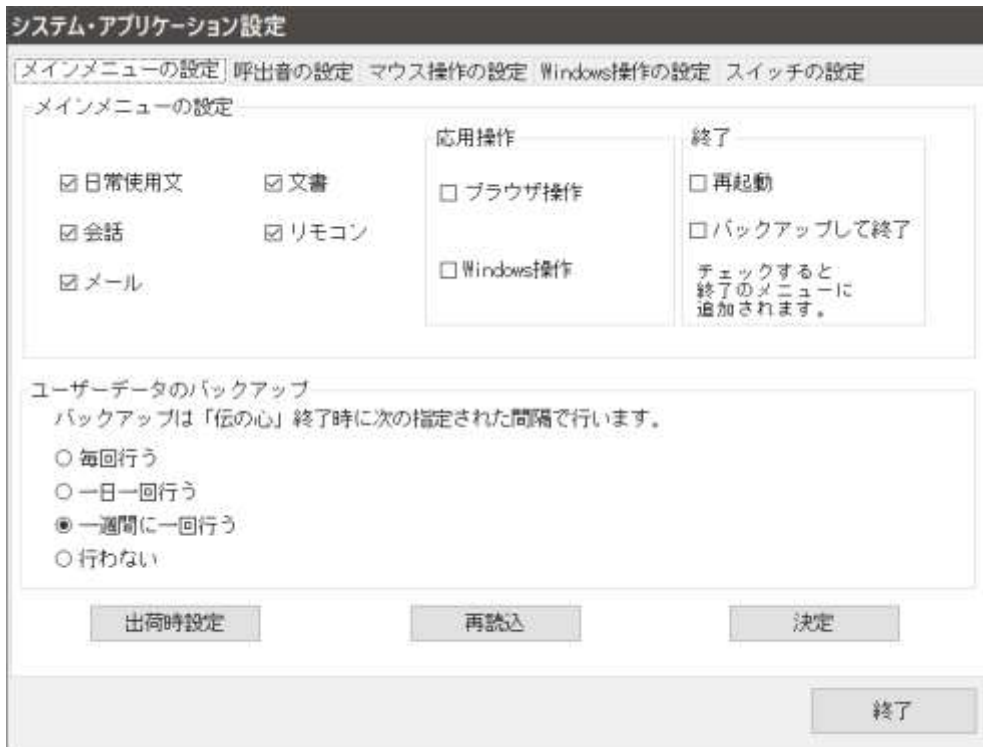 システム・アプリケーション設定
メインメニューの設定 呼出音の設定 マウス操作の設定 Windows操作の設定 スイッチの設定
メインメニューの設定
日常使用文
文書
会話
リモコン
メール
応用操作
ブラウザ操作
Windows操作
終了
再起動
バックアップして終了
チェックすると
終了のメニューに
追加されます。
ユーザーデータのバックアップ
バックアップは「伝の心」終了時に次の指定された間隔で行います。
毎回行う
一日一回行う
一週間に一回行う
行わない
出荷時設定
再読込
決定
終了